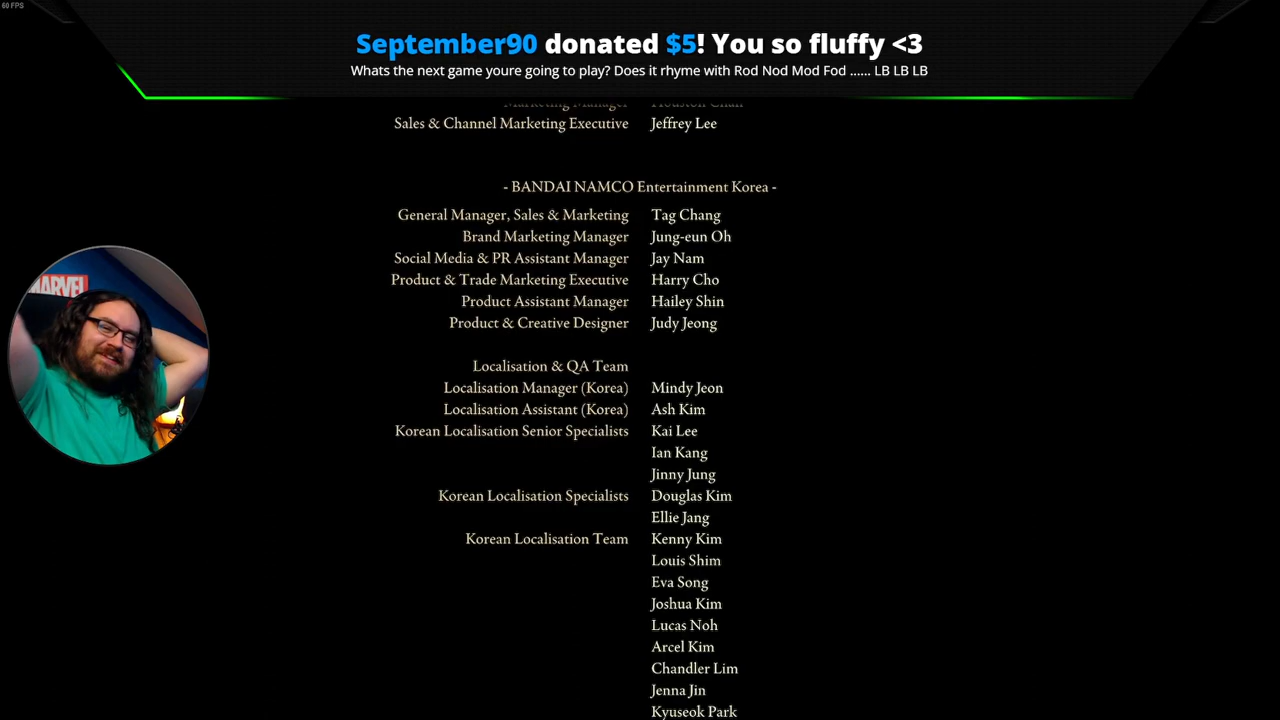 60 FPS
September90 donated $5! You so fluffy <3
Whats the next game youre going to play? Does it rhyme with Rod Nod Mod Fod ...... LB LB LB
Marketing Manager Houston Chan
Sales & Channel Marketing Executive Jeffrey Lee
- BANDAI NAMCO Entertainment Korea -
General Manager, Sales & Marketing Tag Chang
Brand Marketing Manager Jung-eun Oh
Social Media & PR Assistant Manager Jay Nam
Product & Trade Marketing Executive Harry Cho
Product Assistant Manager Hailey Shin
Product & Creative Designer Judy Jeong
MARVEL
Localisation & QA Team
Localisation Manager (Korea) Mindy Jeon
Localisation Assistant (Korea) Ash Kim
Korean Localisation Senior Specialists Kai Lee
Ian Kang
Jinny Jung
Korean Localisation Specialists Douglas Kim
Ellie Jang
Korean Localisation Team Kenny Kim
Louis Shim
Eva Song
Joshua Kim
Lucas Noh
Arcel Kim
Chandler Lim
Jenna Jin
Kyuseok Park